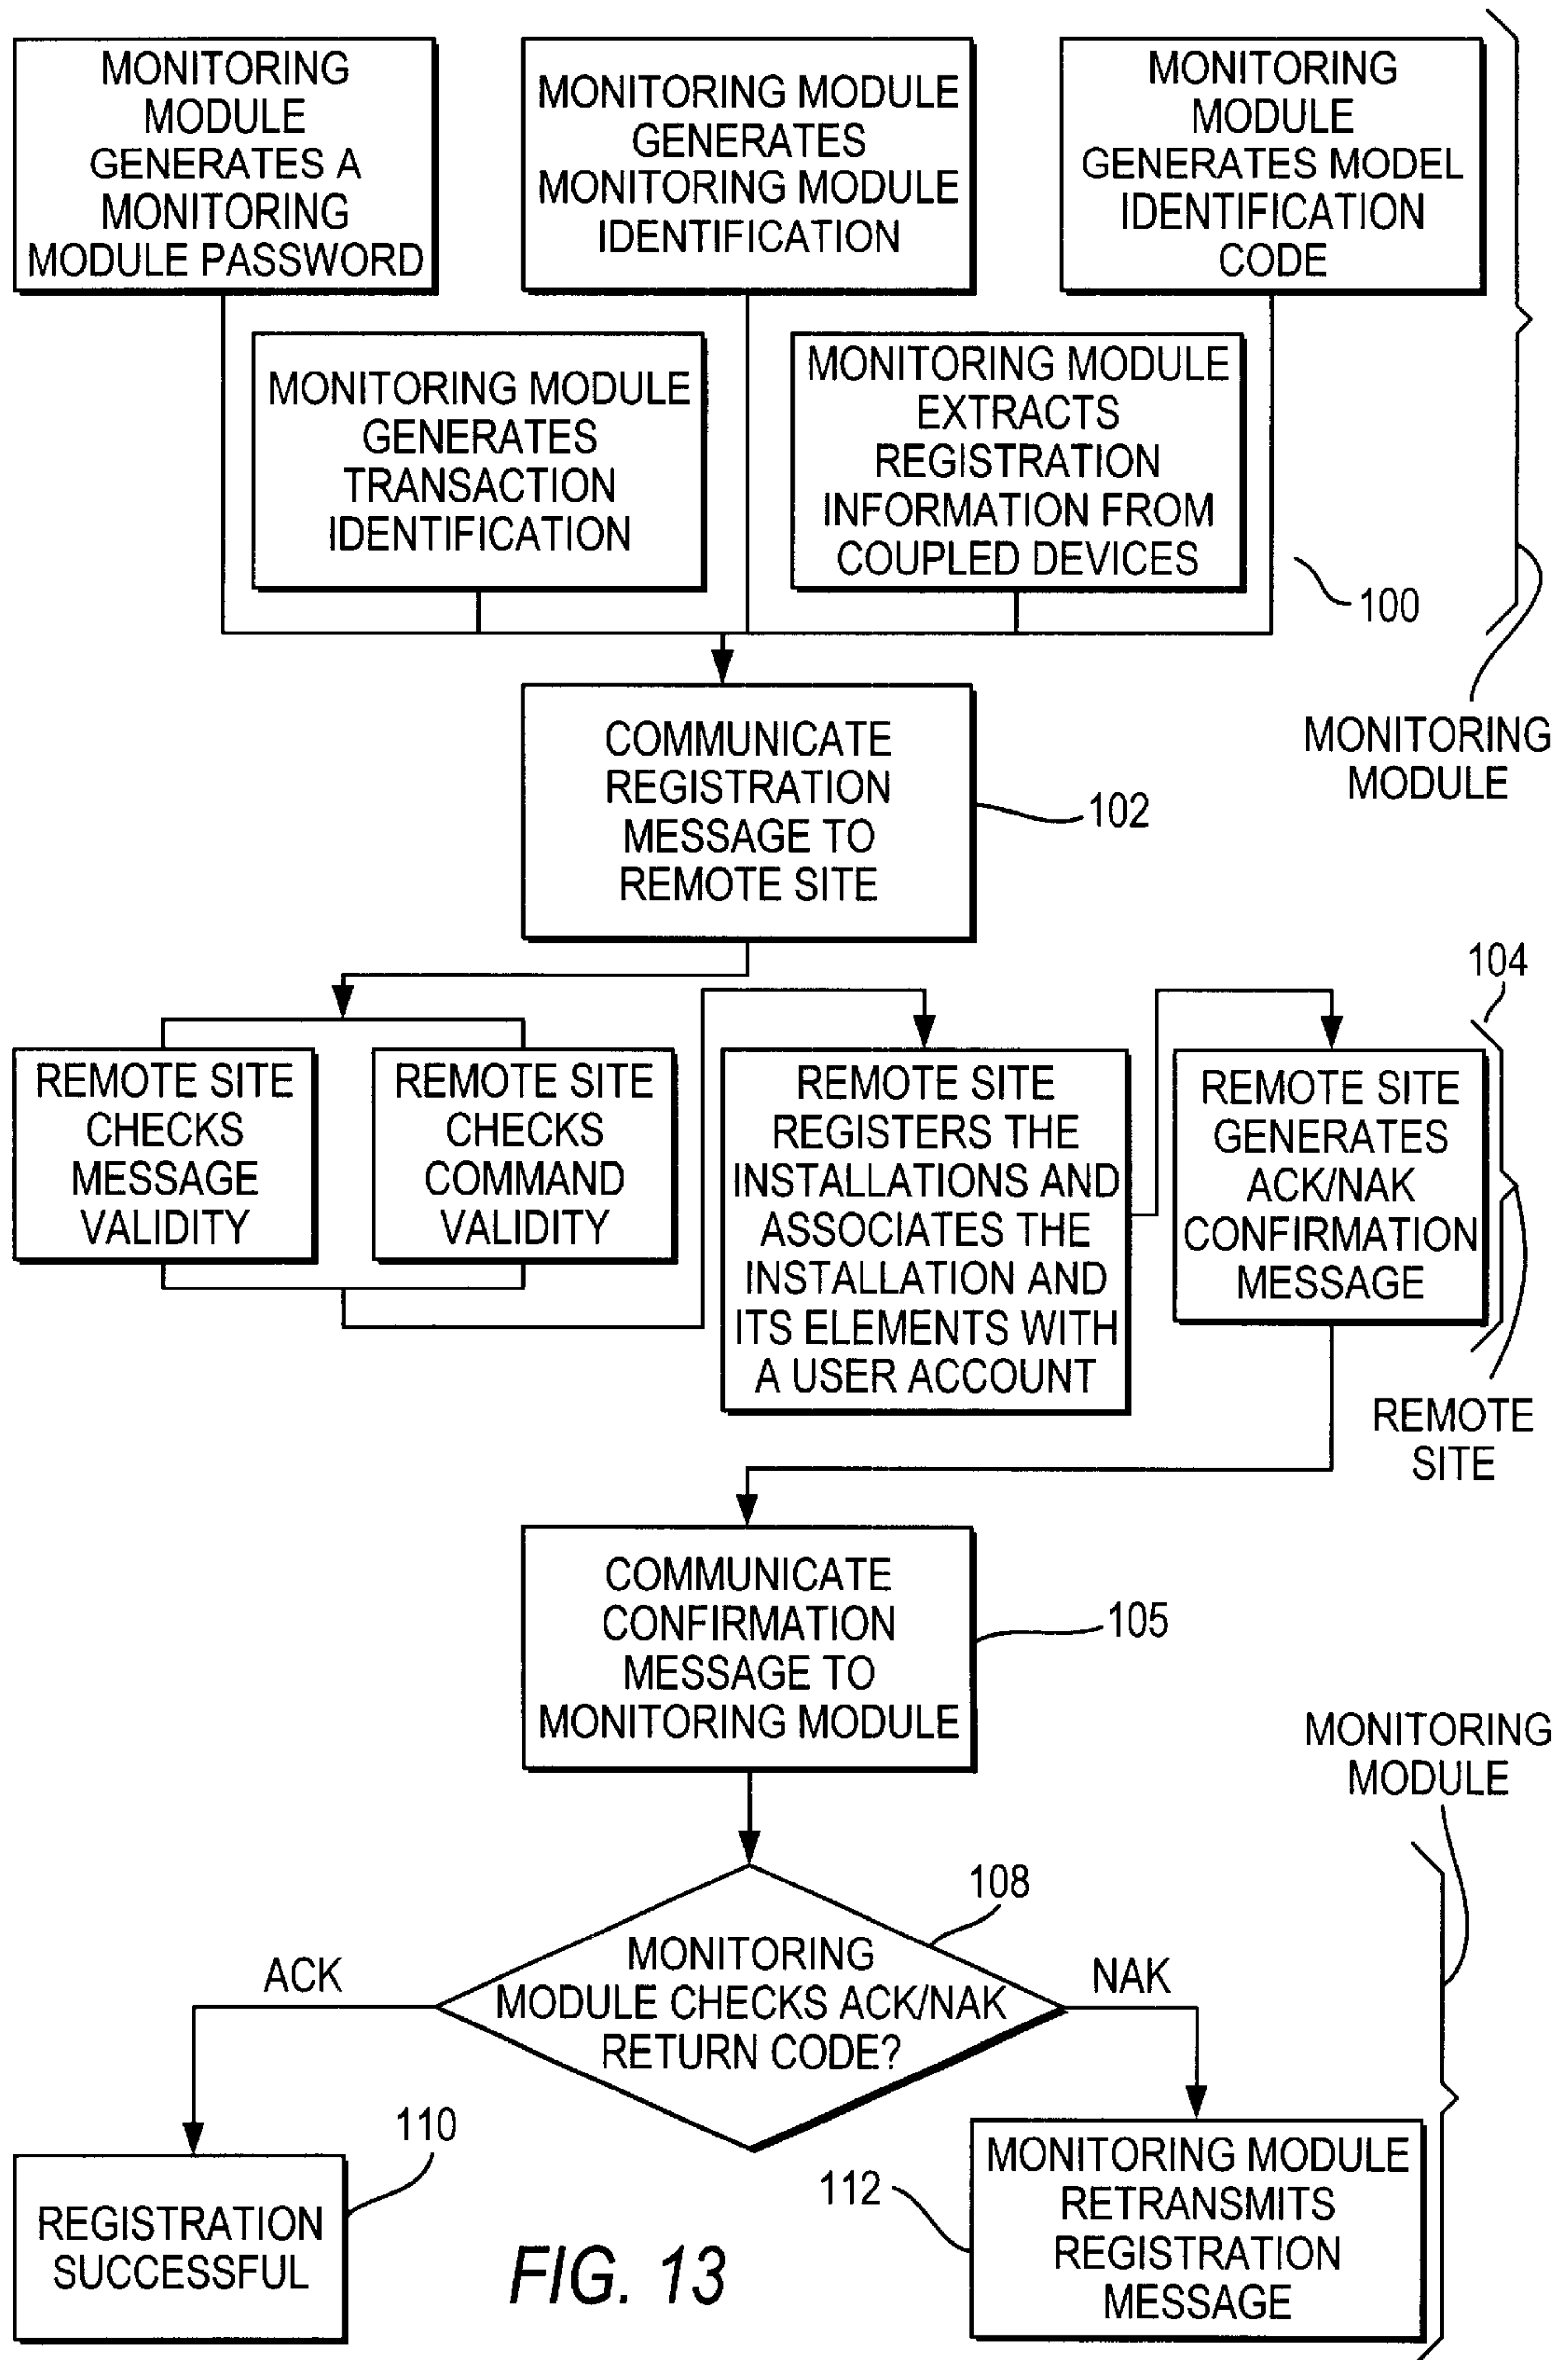 MONITORING
MODULE
GENERATES A
MONITORING
MODULE PASSWORD
MONITORING MODULE
GENERATES
MONITORING MODULE
IDENTIFICATION
MONITORING
MODULE
GENERATES MODEL
IDENTIFICATION
CODE
MONITORING MODULE
GENERATES
TRANSACTION
IDENTIFICATION
MONITORING MODULE
EXTRACTS
REGISTRATION
INFORMATION FROM
COUPLED DEVICES
100
MONITORING
MODULE
COMMUNICATE
REGISTRATION
MESSAGE TO
REMOTE SITE
102
104
REMOTE SITE
CHECKS
MESSAGE
VALIDITY
REMOTE SITE
CHECKS
COMMAND
VALIDITY
REMOTE SITE
REGISTERS THE
INSTALLATIONS AND
ASSOCIATES THE
INSTALLATION AND
ITS ELEMENTS WITH
A USER ACCOUNT
REMOTE SITE
GENERATES
ACK/NAK
CONFIRMATION
MESSAGE
REMOTE
SITE
COMMUNICATE
CONFIRMATION
MESSAGE TO
MONITORING MODULE
105
MONITORING
MODULE
108
MONITORING
MODULE CHECKS ACK/NAK
RETURN CODE?
ACK
NAK
110
REGISTRATION
SUCCESSFUL
112
MONITORING MODULE
RETRANSMITS
REGISTRATION
MESSAGE
FIG. 13